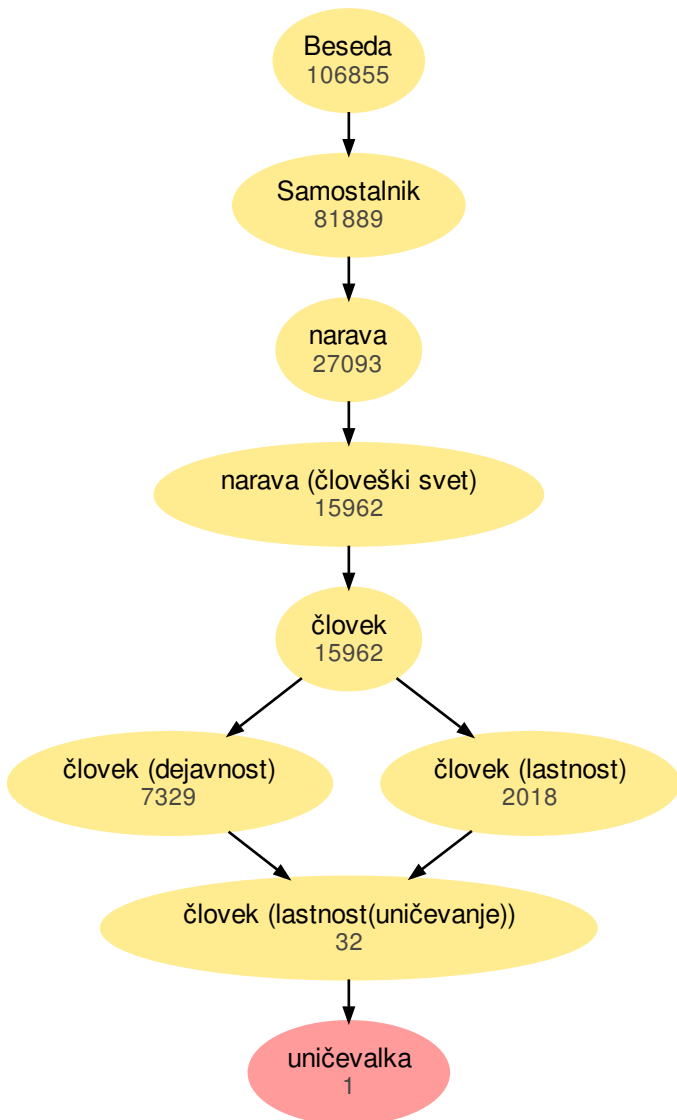 Beseda
106855
Samostalnik
81889
narava
27093
narava (človeški svet)
15962
človek
15962
človek (dejavnost)
7329
človek (lastnost)
2018
človek (lastnost(uničevanje))
32
uničevalka
1